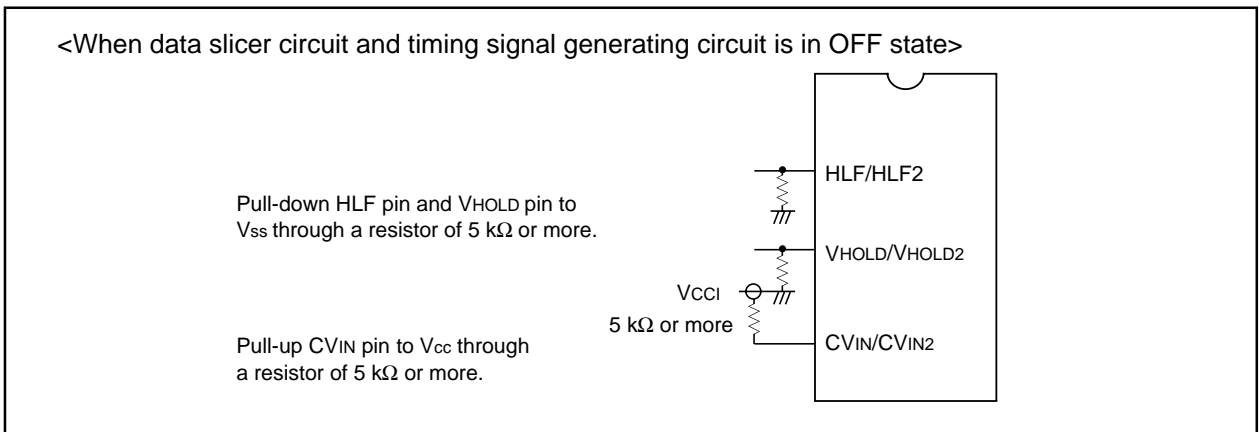 <When data slicer circuit and timing signal generating circuit is in OFF state>
HLF/HLF2
Pull-down HLF pin and VHOLD pin to
Vss through a resistor of 5 kΩ or more.
VHOLD/VHOLD2
VCCI
5 kΩ or more
CVIN/CVIN2
Pull-up CVIN pin to Vcc through
a resistor of 5 kΩ or more.